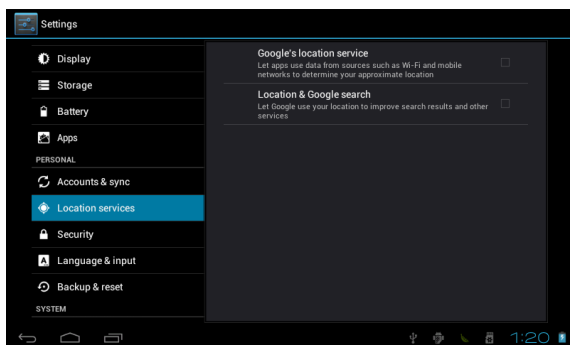 Settings
Display
Storage
Battery
Apps
PERSONAL
Accounts & sync
Location services
Security
Language & input
Backup & reset
SYSTEM
Google's location service
Let apps use data from sources such as Wi-Fi and mobile
networks to determine your approximate location
Location & Google search
Let Google use your location to improve search results and other
services
1:20